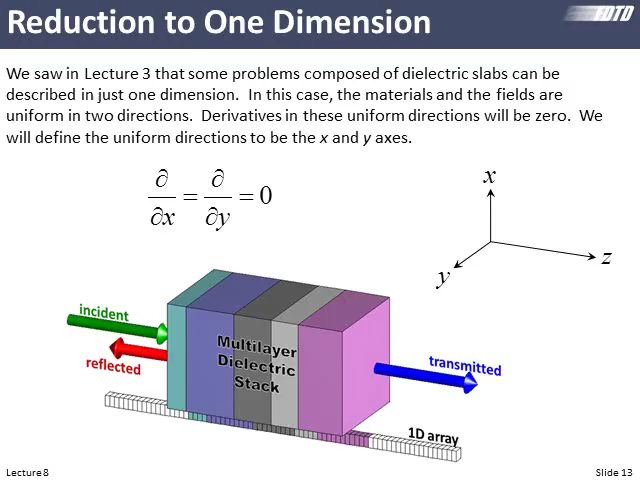 Reduction to One Dimension
FDTD
We saw in Lecture 3 that some problems composed of dielectric slabs can be
described in just one dimension.  In this case, the materials and the fields are
uniform in two directions.  Derivatives in these uniform directions will be zero.  We
will define the uniform directions to be the x and y axes.
∂/∂x = ∂/∂y = 0
x
y
z
incident
reflected
Multilayer
Dielectric
Stack
transmitted
1D array
Lecture 8
Slide 13